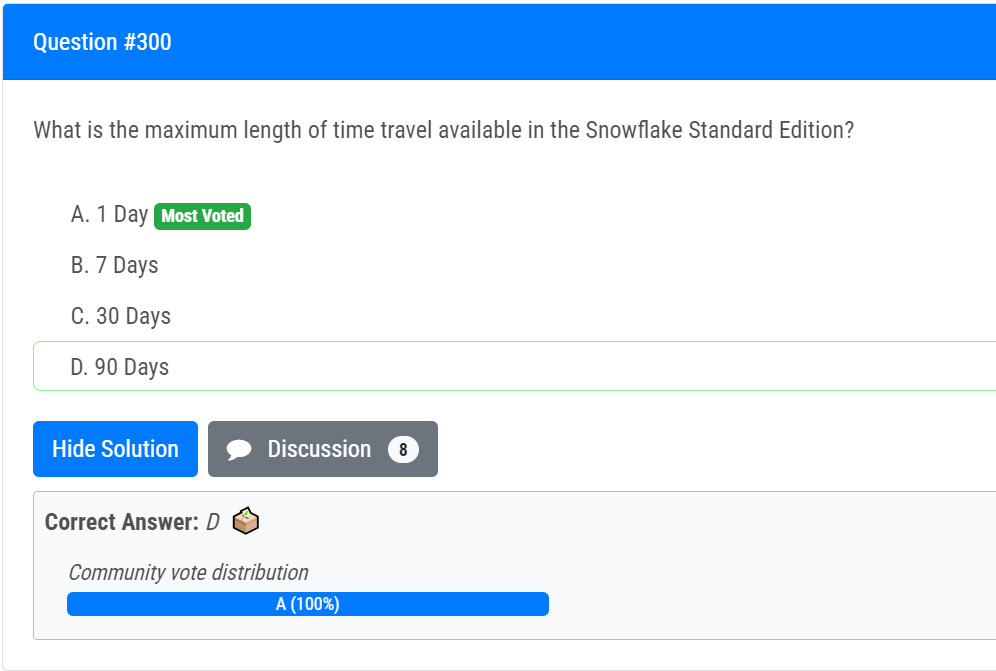 Question #300
What is the maximum length of time travel available in the Snowflake Standard Edition?
A. 1 Day Most Voted
B. 7 Days
C. 30 Days
D. 90 Days
Hide Solution Discussion 8
Correct Answer: D
Community vote distribution
A (100%)